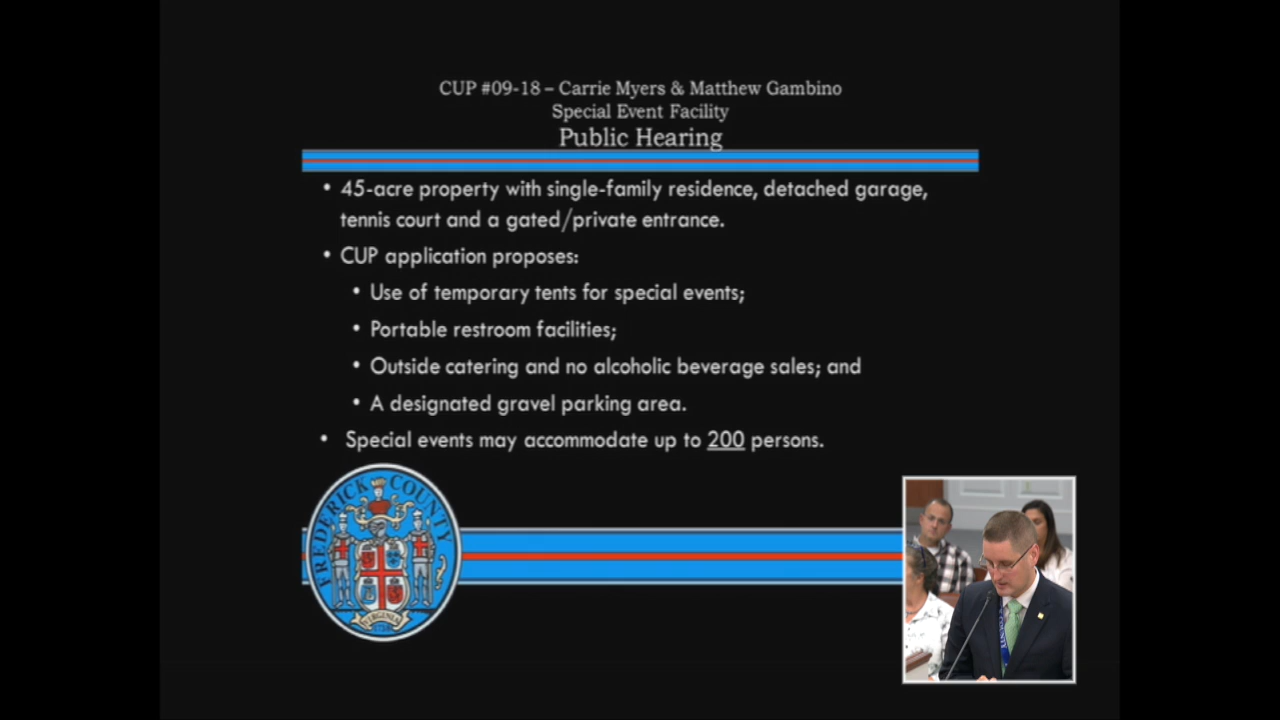 CUP #09-18 – Carrie Myers & Matthew Gambino
Special Event Facility
Public Hearing
• 45-acre property with single-family residence, detached garage,
tennis court and a gated/private entrance.
• CUP application proposes:
• Use of temporary tents for special events;
• Portable restroom facilities;
• Outside catering and no alcoholic beverage sales; and
• A designated gravel parking area.
• Special events may accommodate up to 200 persons.
FREDERICK COUNTY
VIRGINIA
1738
COUNTY